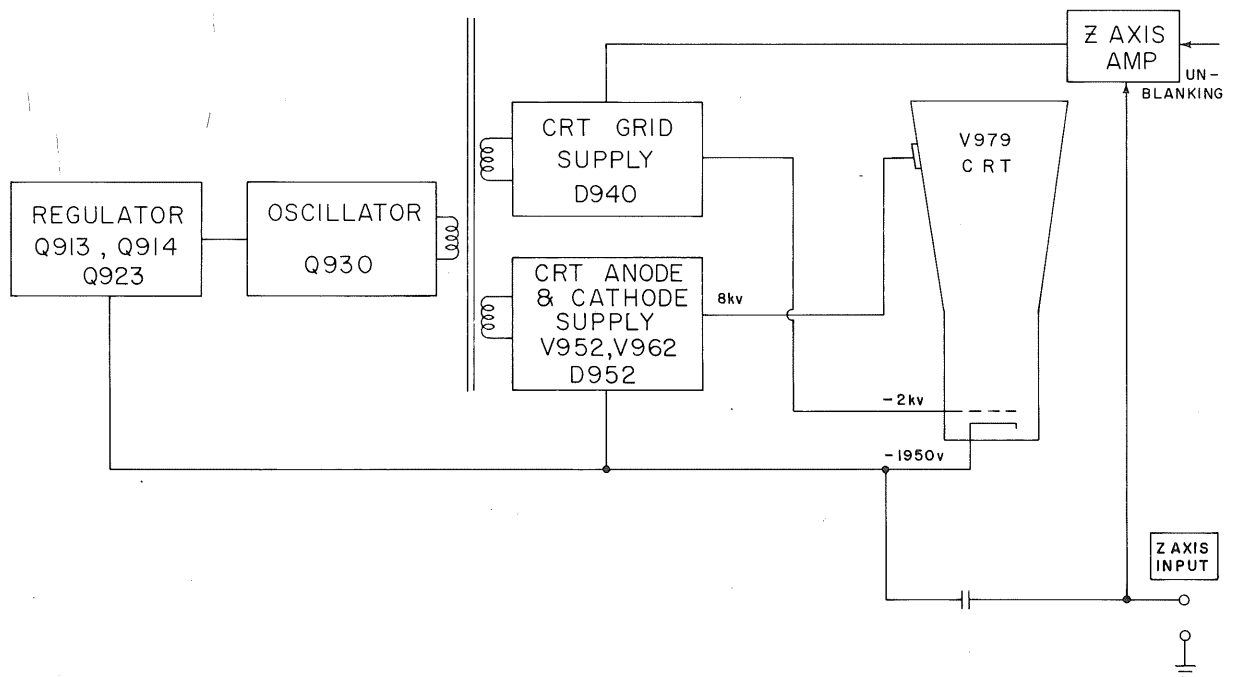 Z AXIS
AMP
UN-
BLANKING
CRT GRID
SUPPLY
D940
V979
CRT
REGULATOR
Q913, Q914
Q923
OSCILLATOR
Q930
CRT ANODE
& CATHODE
SUPPLY
V952, V962
D952
8kv
-2kv
-1950v
Z AXIS
INPUT